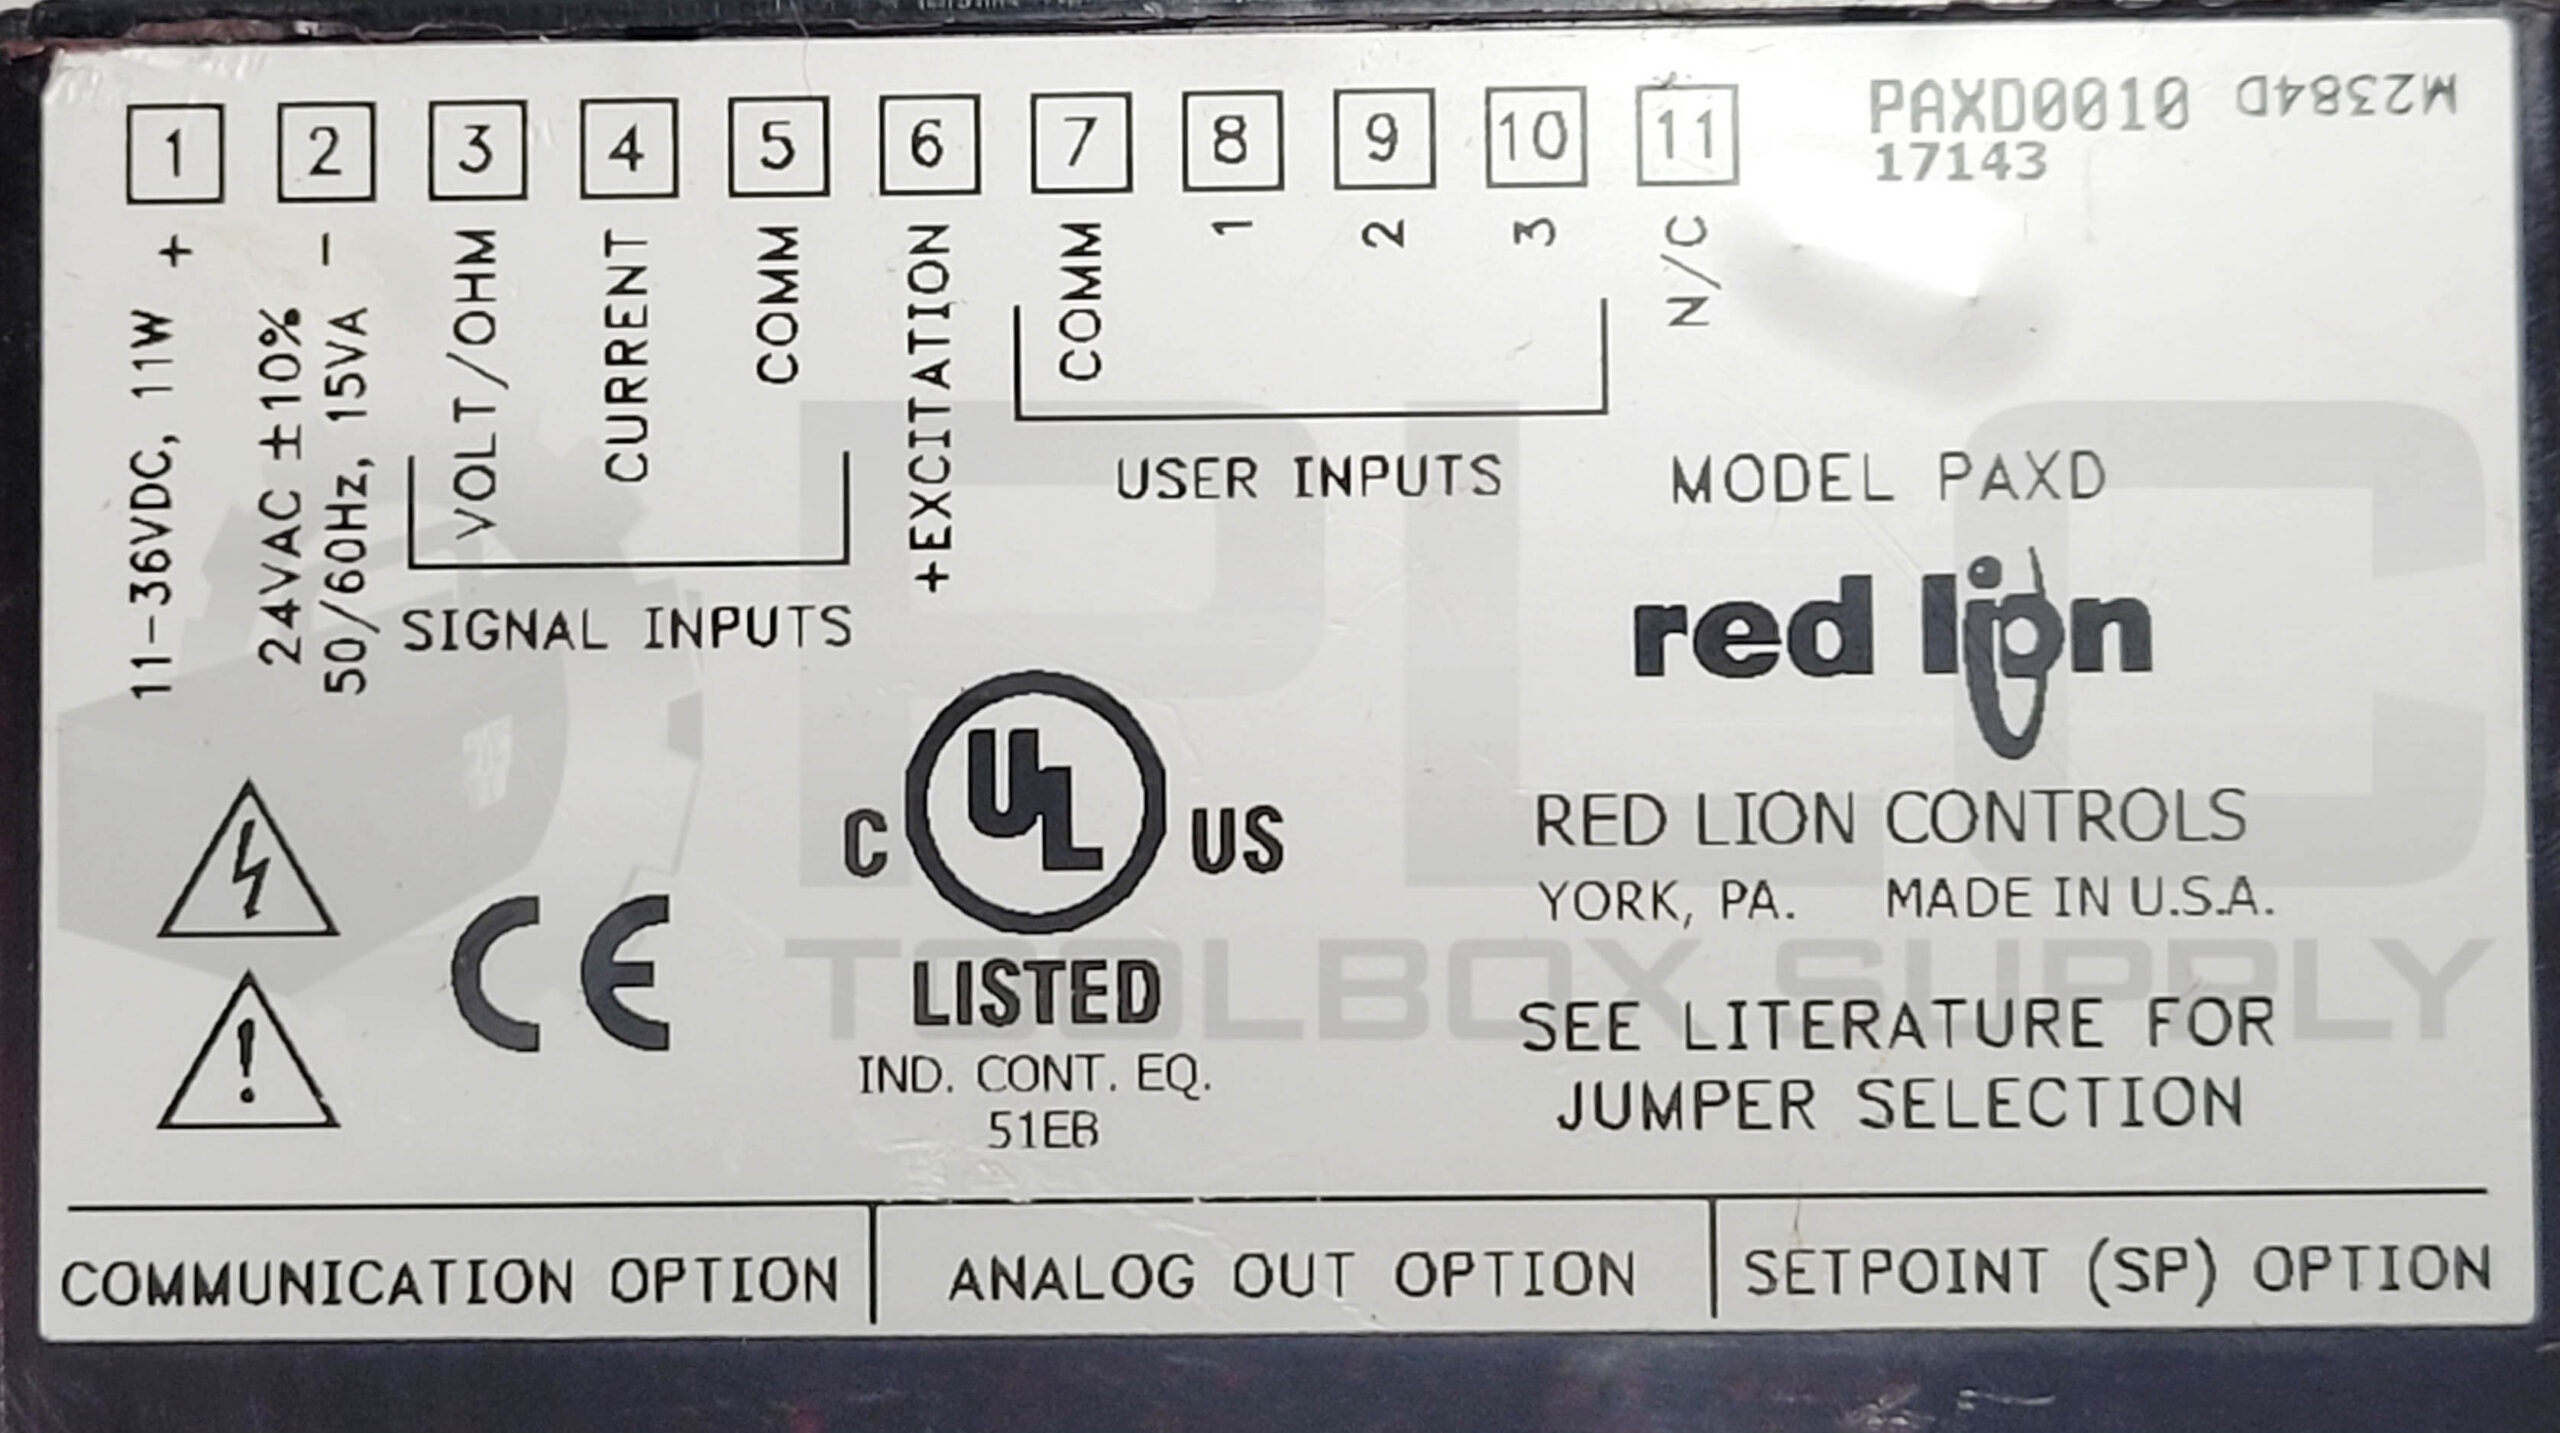 1 2 3 4 5 6 7 8 9 10 11
PAXD0010 M2384D
17143
11-36VDC, 11W +
24VAC ±10% -
50/60Hz, 15VA
VOLT/OHM
CURRENT
COMM
SIGNAL INPUTS
+EXCITATION
COMM
1
2
3
USER INPUTS
N/C
MODEL PAXD
red lion
RED LION CONTROLS
YORK, PA. MADE IN U.S.A.
SEE LITERATURE FOR
JUMPER SELECTION
CE
C UL US
LISTED
IND. CONT. EQ.
51EB
COMMUNICATION OPTION
ANALOG OUT OPTION
SETPOINT (SP) OPTION
PLC
TOOLBOX SUPPLY